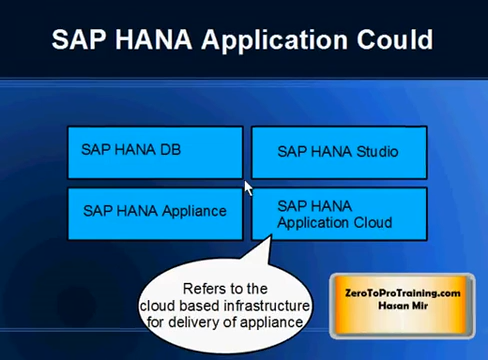 SAP HANA Application Could
SAP HANA DB
SAP HANA Studio
SAP HANA Appliance
SAP HANA
Application Cloud
Refers to the
cloud based infrastructure
for delivery of appliance
ZeroToProTraining.com
Hasan Mir